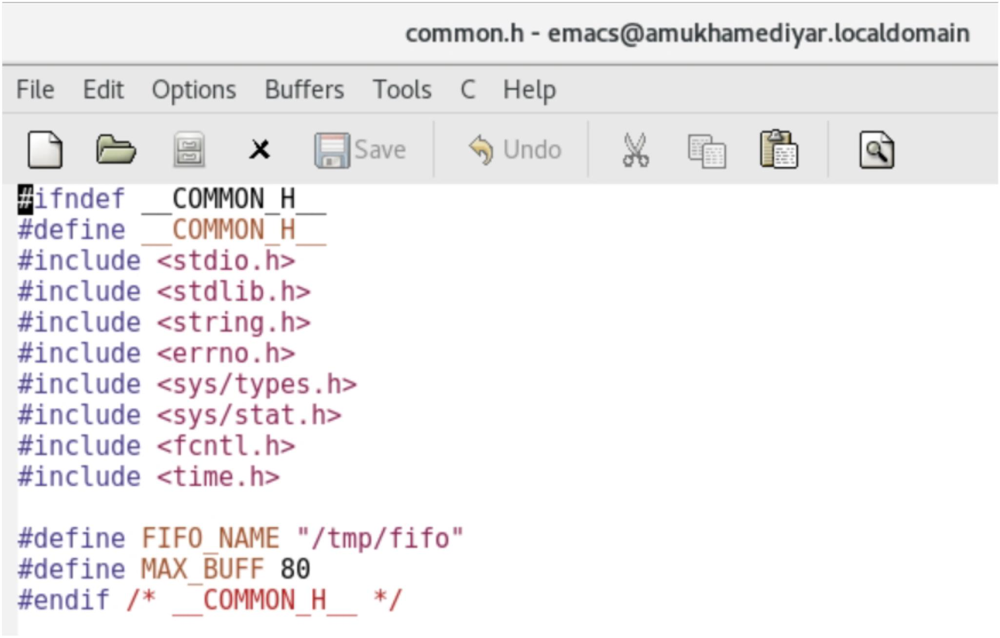 common.h - emacs@amukhamediyar.localdomain
File Edit Options Buffers Tools C Help
Save Undo
#ifndef __COMMON_H__
#define __COMMON_H__
#include <stdio.h>
#include <stdlib.h>
#include <string.h>
#include <errno.h>
#include <sys/types.h>
#include <sys/stat.h>
#include <fcntl.h>
#include <time.h>

#define FIFO_NAME "/tmp/fifo"
#define MAX_BUFF 80
#endif /* __COMMON_H__ */